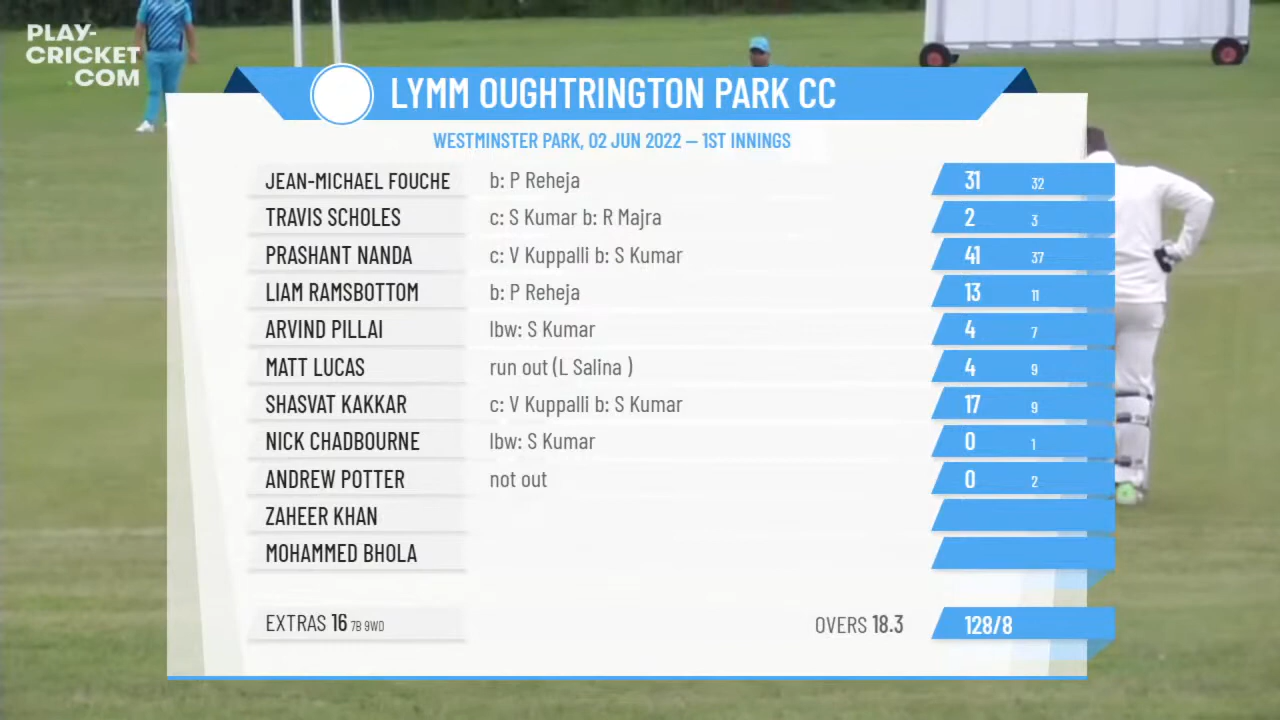 PLAY-
CRICKET
.COM
LYMM OUGHTRINGTON PARK CC
WESTMINSTER PARK, 02 JUN 2022 – 1ST INNINGS
JEAN-MICHAEL FOUCHE b: P Reheja 31 32
TRAVIS SCHOLES c: S Kumar b: R Majra 2 3
PRASHANT NANDA c: V Kuppalli b: S Kumar 41 37
LIAM RAMSBOTTOM b: P Reheja 13 11
ARVIND PILLAI lbw: S Kumar 4 7
MATT LUCAS run out (L Salina ) 4 9
SHASVAT KAKKAR c: V Kuppalli b: S Kumar 17 9
NICK CHADBOURNE lbw: S Kumar 0 1
ANDREW POTTER not out 0 2
ZAHEER KHAN
MOHAMMED BHOLA
EXTRAS 16 7B 9WD OVERS 18.3 128/8